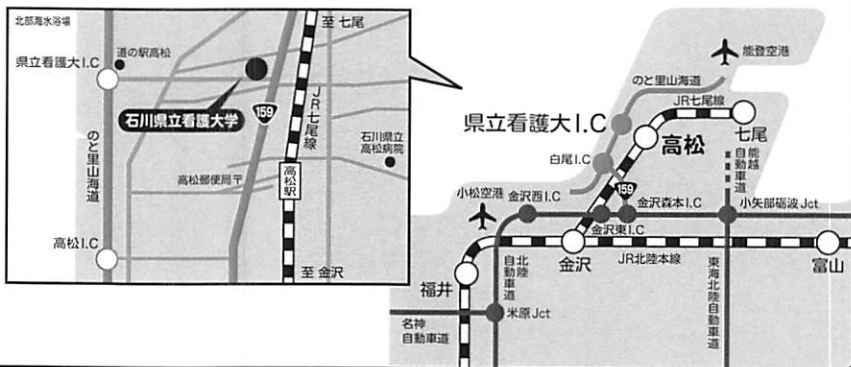 北部海水浴場
至 七尾
道の駅高松
県立看護大I.C
石川県立看護大学
159
JR七尾線
石川県立
高松病院
のと里山海道
高松郵便局〒
高松駅
高松I.C
至 金沢
能登空港
のと里山海道
JR七尾線
県立看護大I.C
高松
七尾
白尾I.C
159
能越
自動車道
小松空港
金沢西I.C
金沢森本I.C
小矢部砺波Jct
金沢東I.C
金沢
JR北陸本線
富山
福井
北陸
自動車道
東海北陸自動車道
米原Jct
名神
自動車道